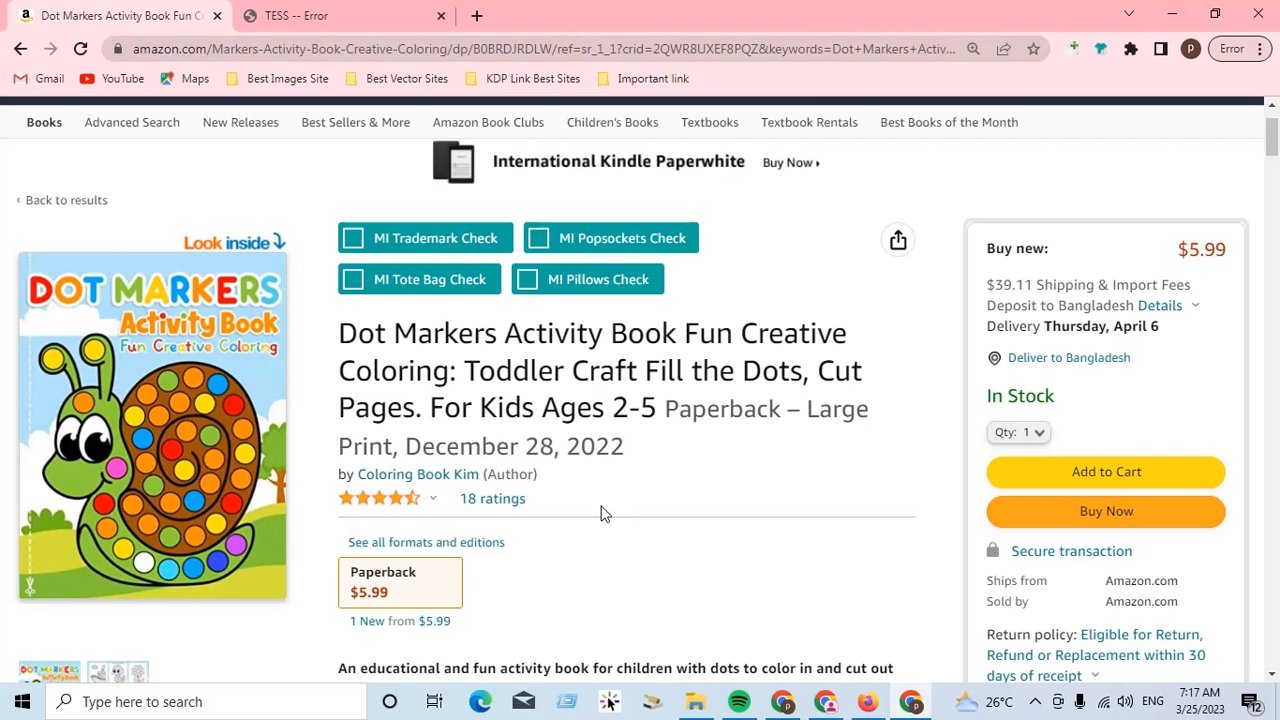 Dot Markers Activity Book Fun C
TESS -- Error
amazon.com/Markers-Activity-Book-Creative-Coloring/dp/B0BRDJRDLW/ref=sr_1_1?crid=2QWR8UXEF8PQZ&keywords=Dot+Markers+Activ...
Error
Gmail
YouTube
Maps
Best Images Site
Best Vector Sites
KDP Link Best Sites
Important link
Books
Advanced Search
New Releases
Best Sellers & More
Amazon Book Clubs
Children's Books
Textbooks
Textbook Rentals
Best Books of the Month
International Kindle Paperwhite
Buy Now ▸
‹ Back to results
Look inside
DOT MARKERS
Activity Book
Fun Creative Coloring
MI Trademark Check
MI Popsockets Check
MI Tote Bag Check
MI Pillows Check
Dot Markers Activity Book Fun Creative
Coloring: Toddler Craft Fill the Dots, Cut
Pages. For Kids Ages 2-5 Paperback – Large
Print, December 28, 2022
by Coloring Book Kim (Author)
18 ratings
See all formats and editions
Paperback
$5.99
1 New from $5.99
An educational and fun activity book for children with dots to color in and cut out
DOT MARKERS
Buy new:
$5.99
$39.11 Shipping & Import Fees
Deposit to Bangladesh Details
Delivery Thursday, April 6
Deliver to Bangladesh
In Stock
Qty: 1
Add to Cart
Buy Now
Secure transaction
Ships from Amazon.com
Sold by Amazon.com
Return policy: Eligible for Return,
Refund or Replacement within 30
days of receipt
Type here to search
26°C
ENG
7:17 AM
3/25/2023
12